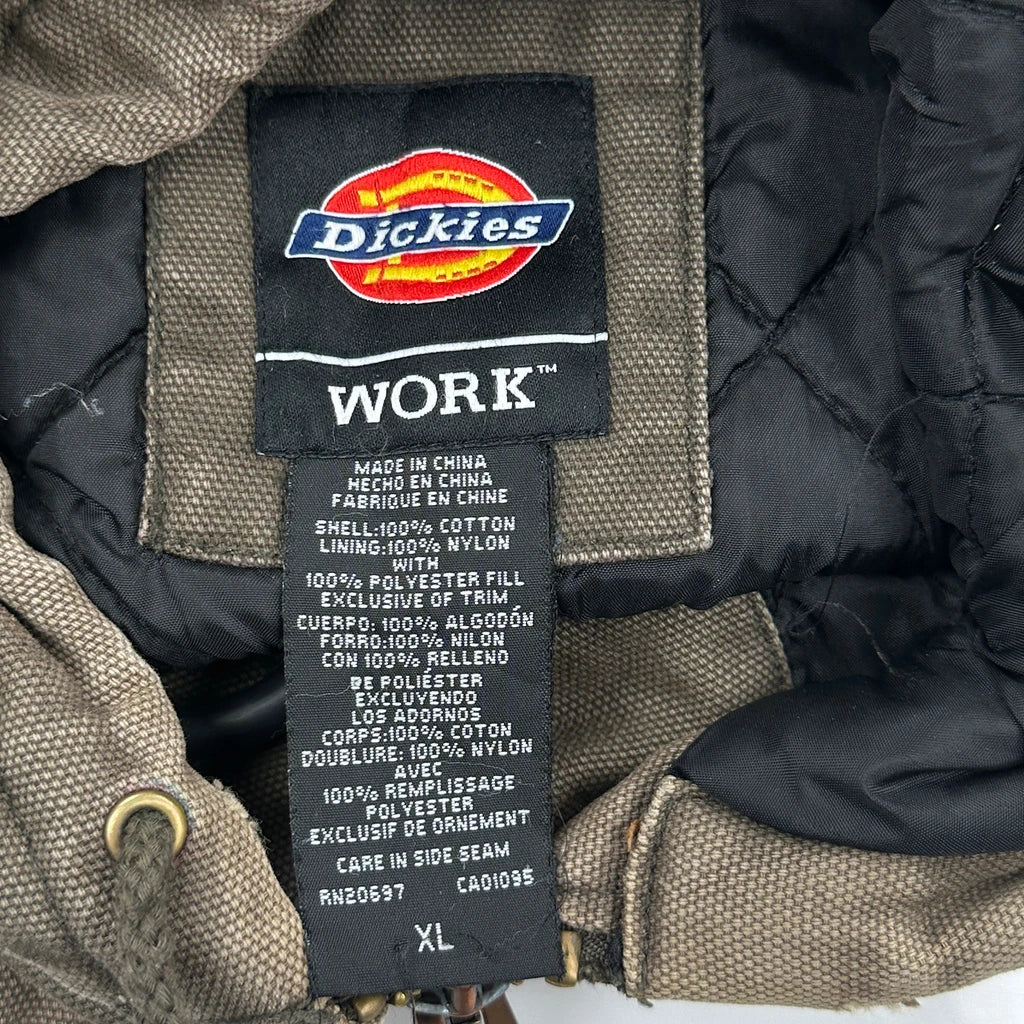 Dickies
WORK™
MADE IN CHINA
HECHO EN CHINA
FABRIQUE EN CHINE
SHELL:100% COTTON
LINING:100% NYLON
WITH
100% POLYESTER FILL
EXCLUSIVE OF TRIM
CUERPO: 100% ALGODÓN
FORRO:100% NILON
CON 100% RELLENO
DE POLIÉSTER
EXCLUYENDO
LOS ADORNOS
CORPS:100% COTON
DOUBLURE: 100% NYLON
AVEC
100% REMPLISSAGE
POLYESTER
EXCLUSIF DE ORNEMENT
CARE IN SIDE SEAM
RN20697 CA01095
XL